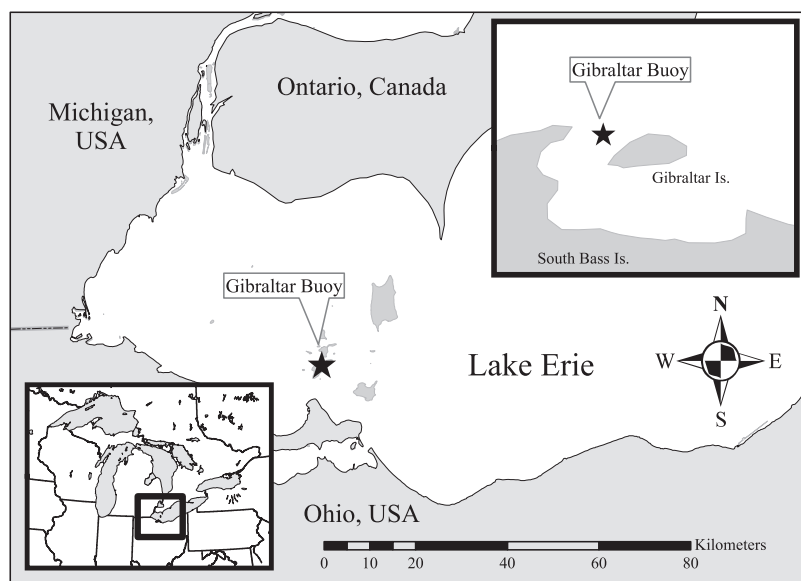 Michigan,
USA
Ontario, Canada
Gibraltar Buoy
Gibraltar Is.
South Bass Is.
Gibraltar Buoy
Lake Erie
N
W
E
S
Ohio, USA
0 10 20 40 60 80
Kilometers